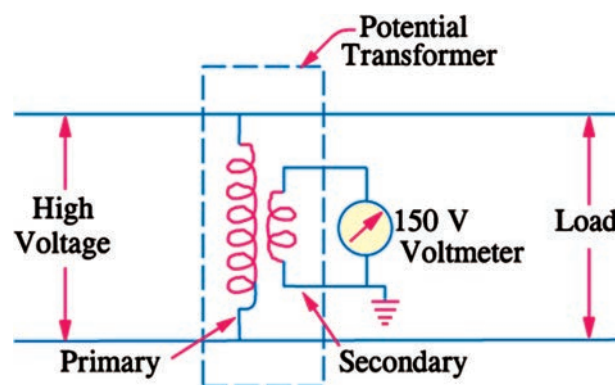 Potential
Transformer
High
Voltage
150 V
Voltmeter
Load
Primary
Secondary